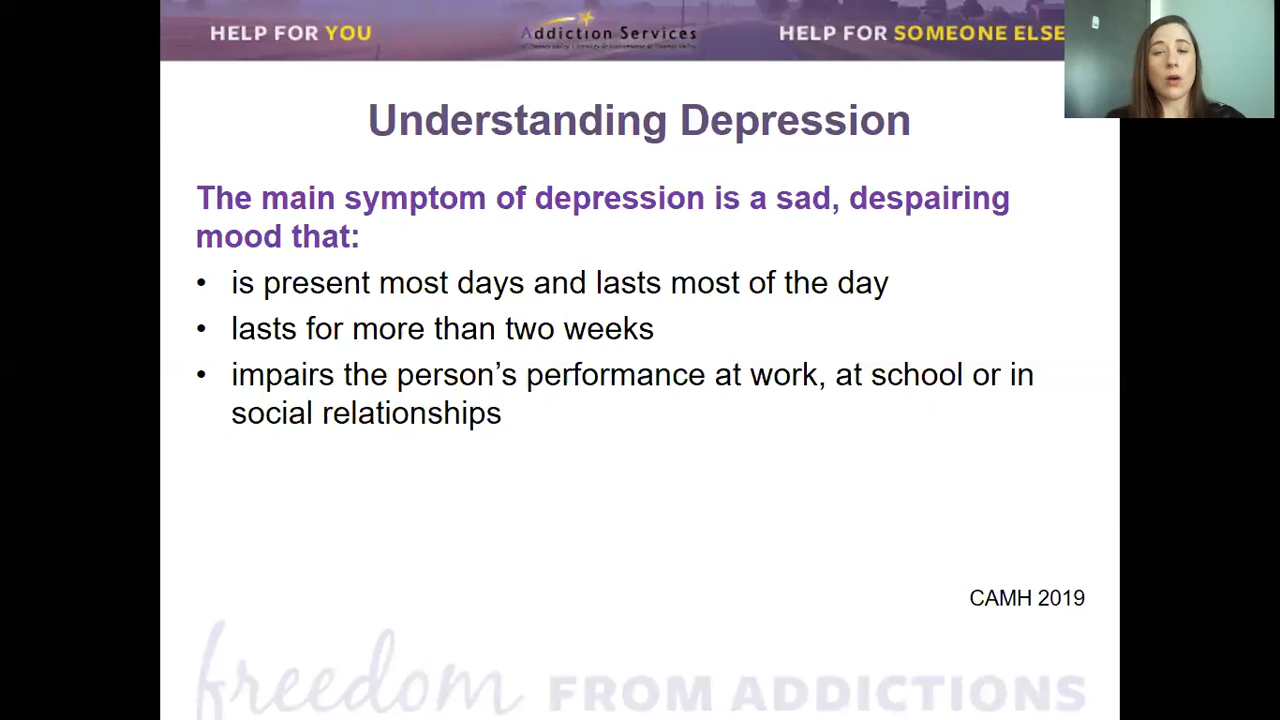 HELP FOR YOU
Addiction Services
HELP FOR SOMEONE ELSE
Understanding Depression
The main symptom of depression is a sad, despairing
mood that:
• is present most days and lasts most of the day
• lasts for more than two weeks
• impairs the person’s performance at work, at school or in
social relationships
CAMH 2019
freedom FROM ADDICTIONS